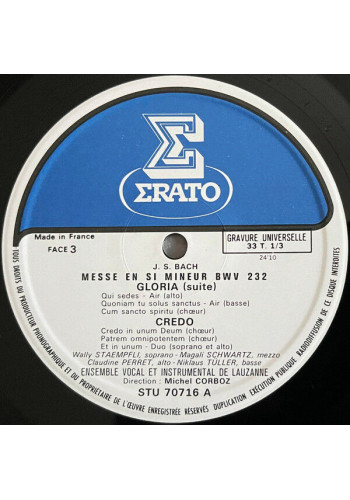 ΣRATO
Made in France
FACE 3
GRAVURE UNIVERSELLE
33 T. 1/3
24'10
J. S. BACH
MESSE EN SI MINEUR BWV 232
GLORIA (suite)
Qui sedes - Air (alto)
Quoniam tu solus sanctus - Air (basse)
Cum sancto spiritu (chœur)
CREDO
Credo in unum Deum (chœur)
Patrem omnipotentem (chœur)
Et in unum - Duo (soprano et alto)
Wally STAEMPFLI, soprano - Magali SCHWARTZ, mezzo
Claudine PERRET, alto - Niklaus TÜLLER, basse
ENSEMBLE VOCAL ET INSTRUMENTAL DE LAUZANNE
Direction : Michel CORBOZ
STU 70716 A
TOUS DROITS DU PRODUCTEUR PHONOGRAPHIQUE ET DU PROPRIETAIRE DE L'ŒUVRE ENREGISTRÉE RESERVÉS DUPLICATION, EXÉCUTION PUBLIQUE RADIODIFFUSION DE CE DISQUE INTERDITES